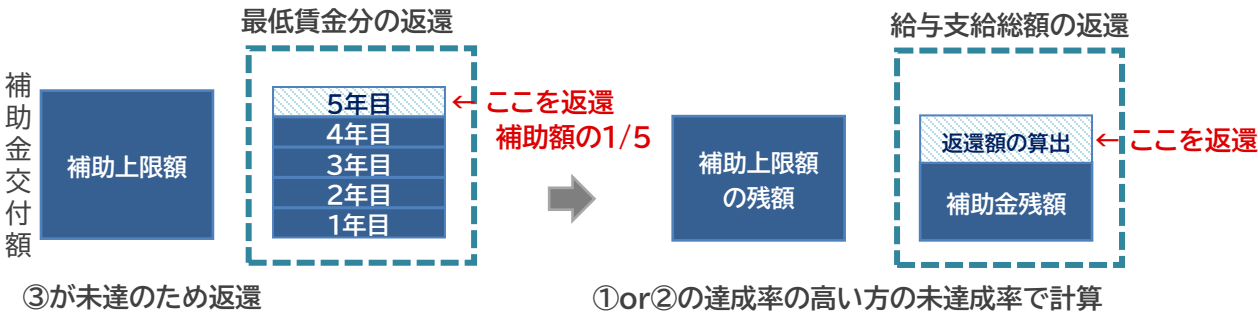 最低賃金分の返還
補助金交付額
補助上限額
5年目
4年目
3年目
2年目
1年目
← ここを返還
補助額の1/5
③が未達のため返還
給与支給総額の返還
補助上限額
の残額
返還額の算出
補助金残額
← ここを返還
①or②の達成率の高い方の未達成率で計算